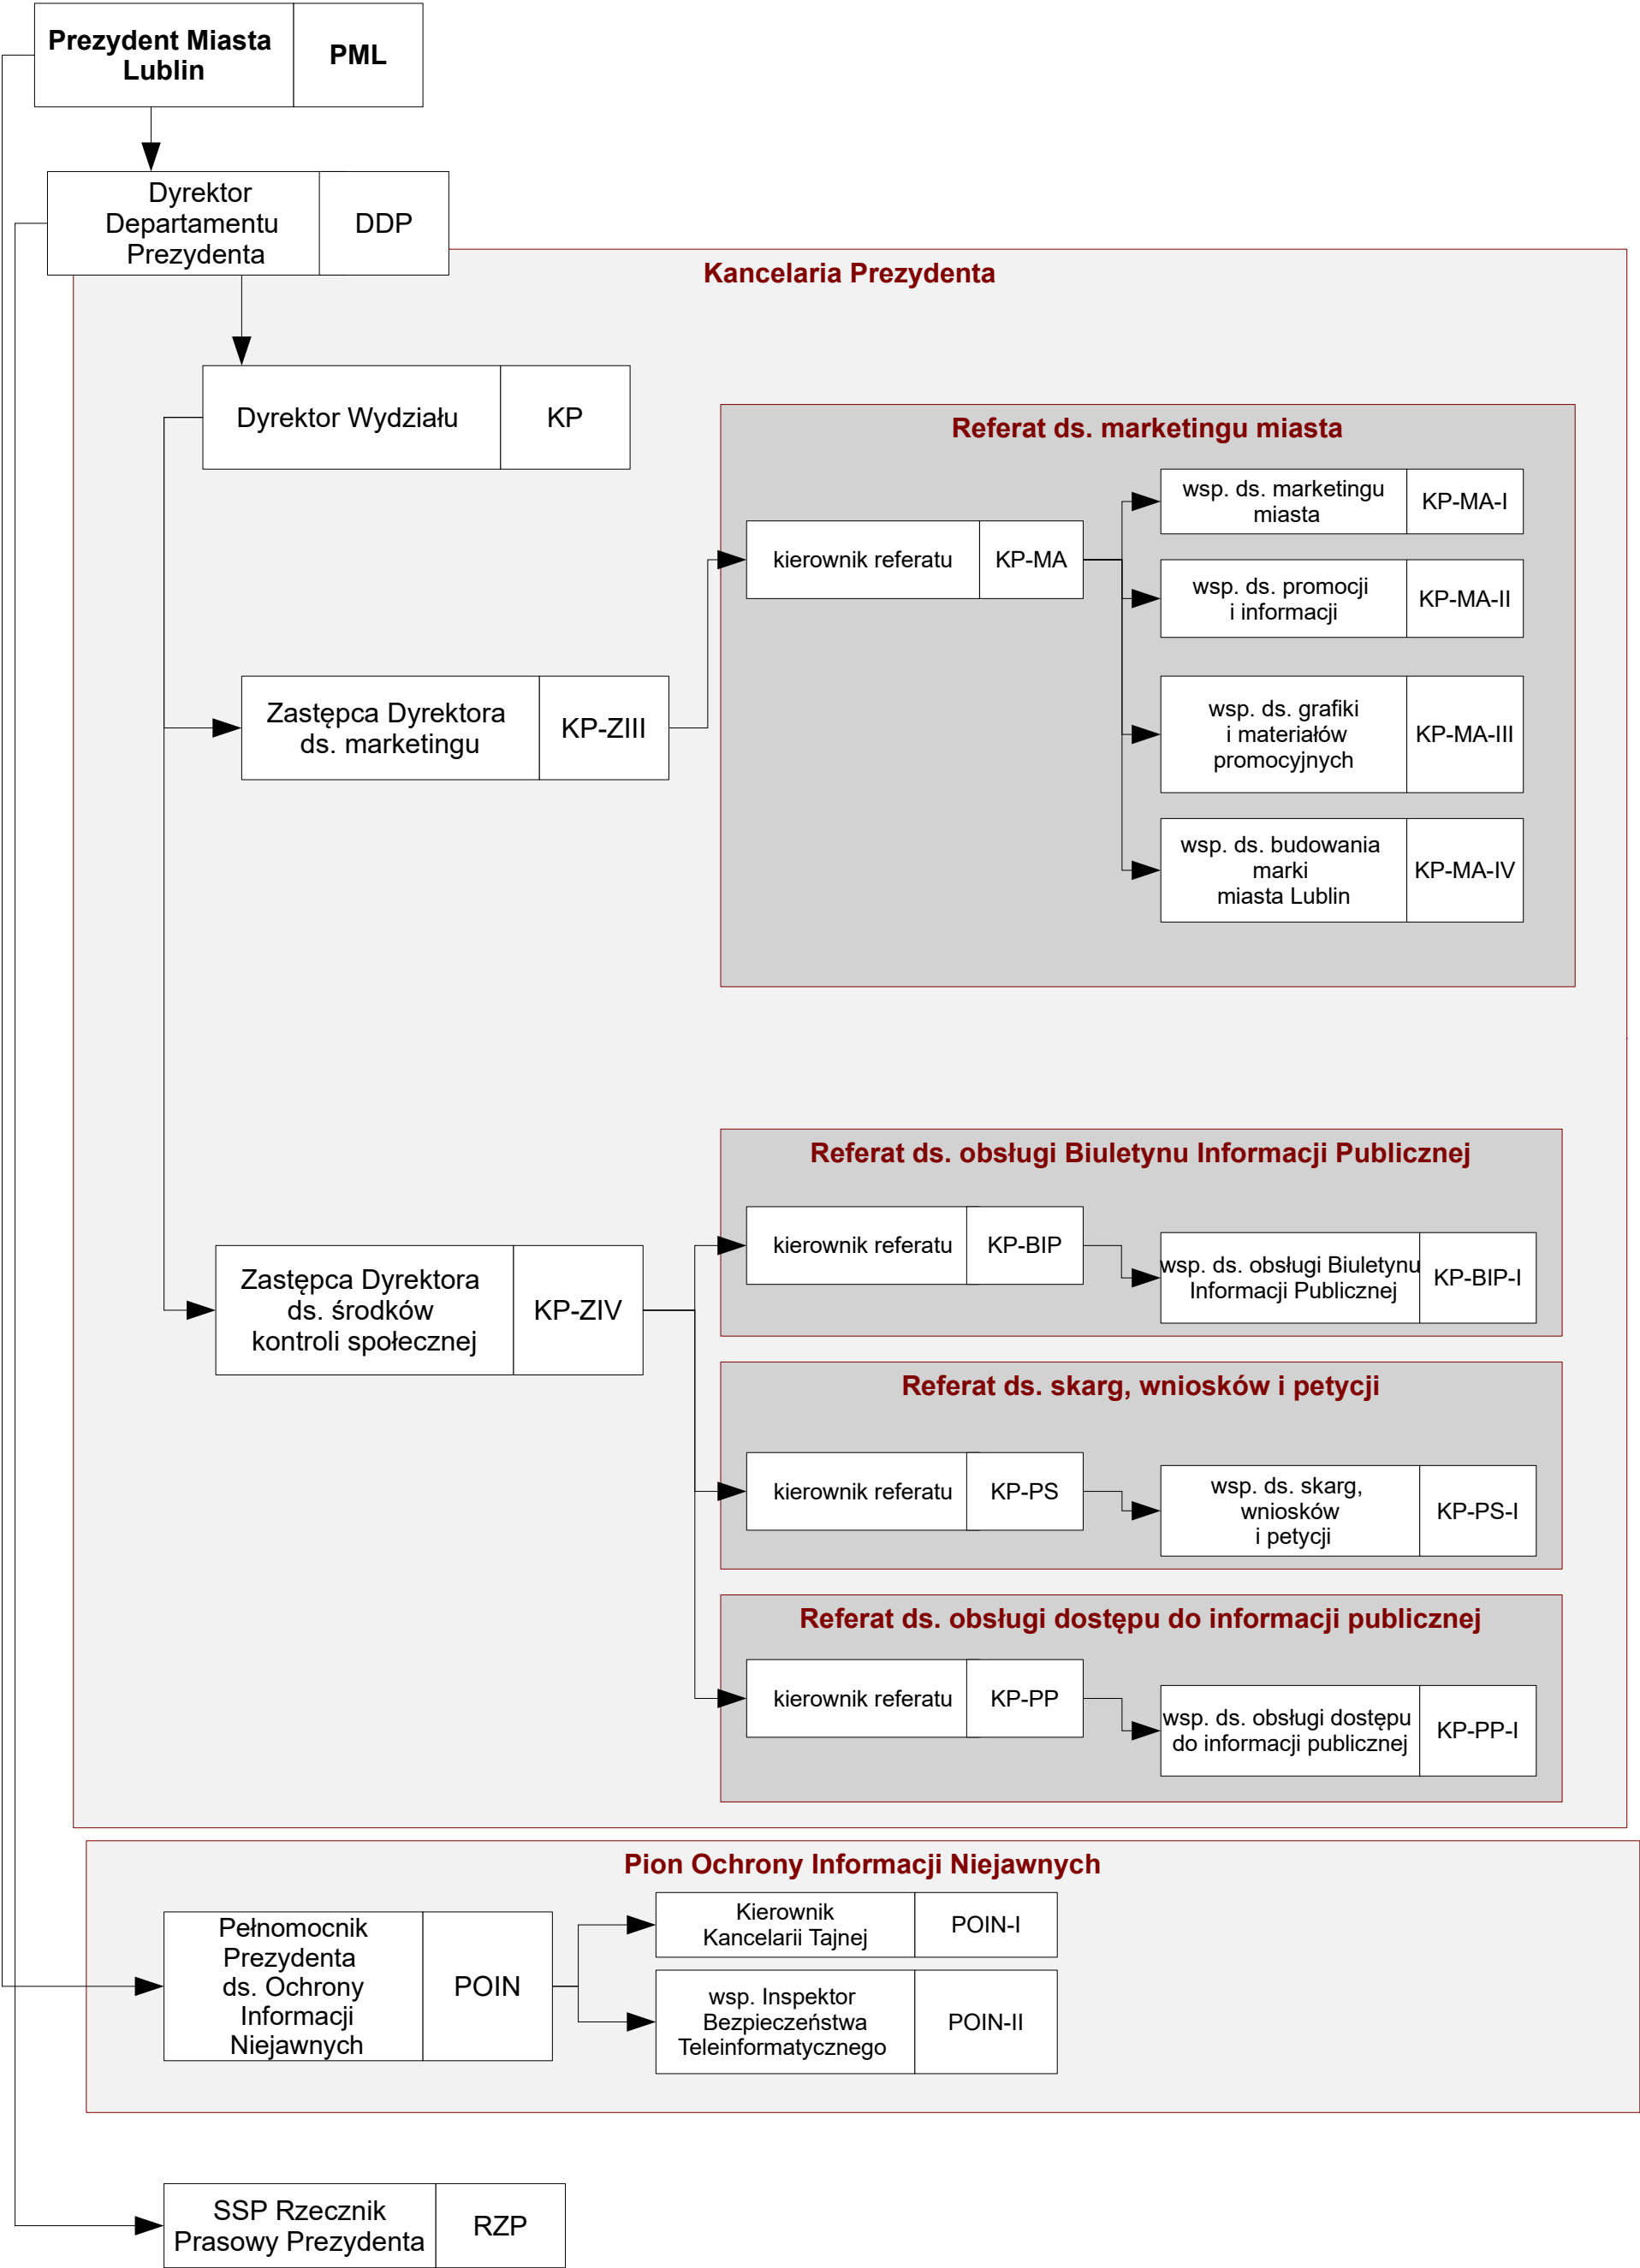 Prezydent Miasta
Lublin
PML
Dyrektor
Departamentu
Prezydenta
DDP
Kancelaria Prezydenta
Dyrektor Wydziału
KP
Referat ds. marketingu miasta
kierownik referatu
KP-MA
wsp. ds. marketingu
miasta
KP-MA-I
wsp. ds. promocji
i informacji
KP-MA-II
Zastępca Dyrektora
ds. marketingu
KP-ZIII
wsp. ds. grafiki
i materiałów
promocyjnych
KP-MA-III
wsp. ds. budowania
marki
miasta Lublin
KP-MA-IV
Referat ds. obsługi Biuletynu Informacji Publicznej
kierownik referatu
KP-BIP
wsp. ds. obsługi Biuletynu
Informacji Publicznej
KP-BIP-I
Zastępca Dyrektora
ds. środków
kontroli społecznej
KP-ZIV
Referat ds. skarg, wniosków i petycji
kierownik referatu
KP-PS
wsp. ds. skarg,
wniosków
i petycji
KP-PS-I
Referat ds. obsługi dostępu do informacji publicznej
kierownik referatu
KP-PP
wsp. ds. obsługi dostępu
do informacji publicznej
KP-PP-I
Pion Ochrony Informacji Niejawnych
Pełnomocnik
Prezydenta
ds. Ochrony
Informacji
Niejawnych
POIN
Kierownik
Kancelarii Tajnej
POIN-I
wsp. Inspektor
Bezpieczeństwa
Teleinformatycznego
POIN-II
SSP Rzecznik
Prasowy Prezydenta
RZP